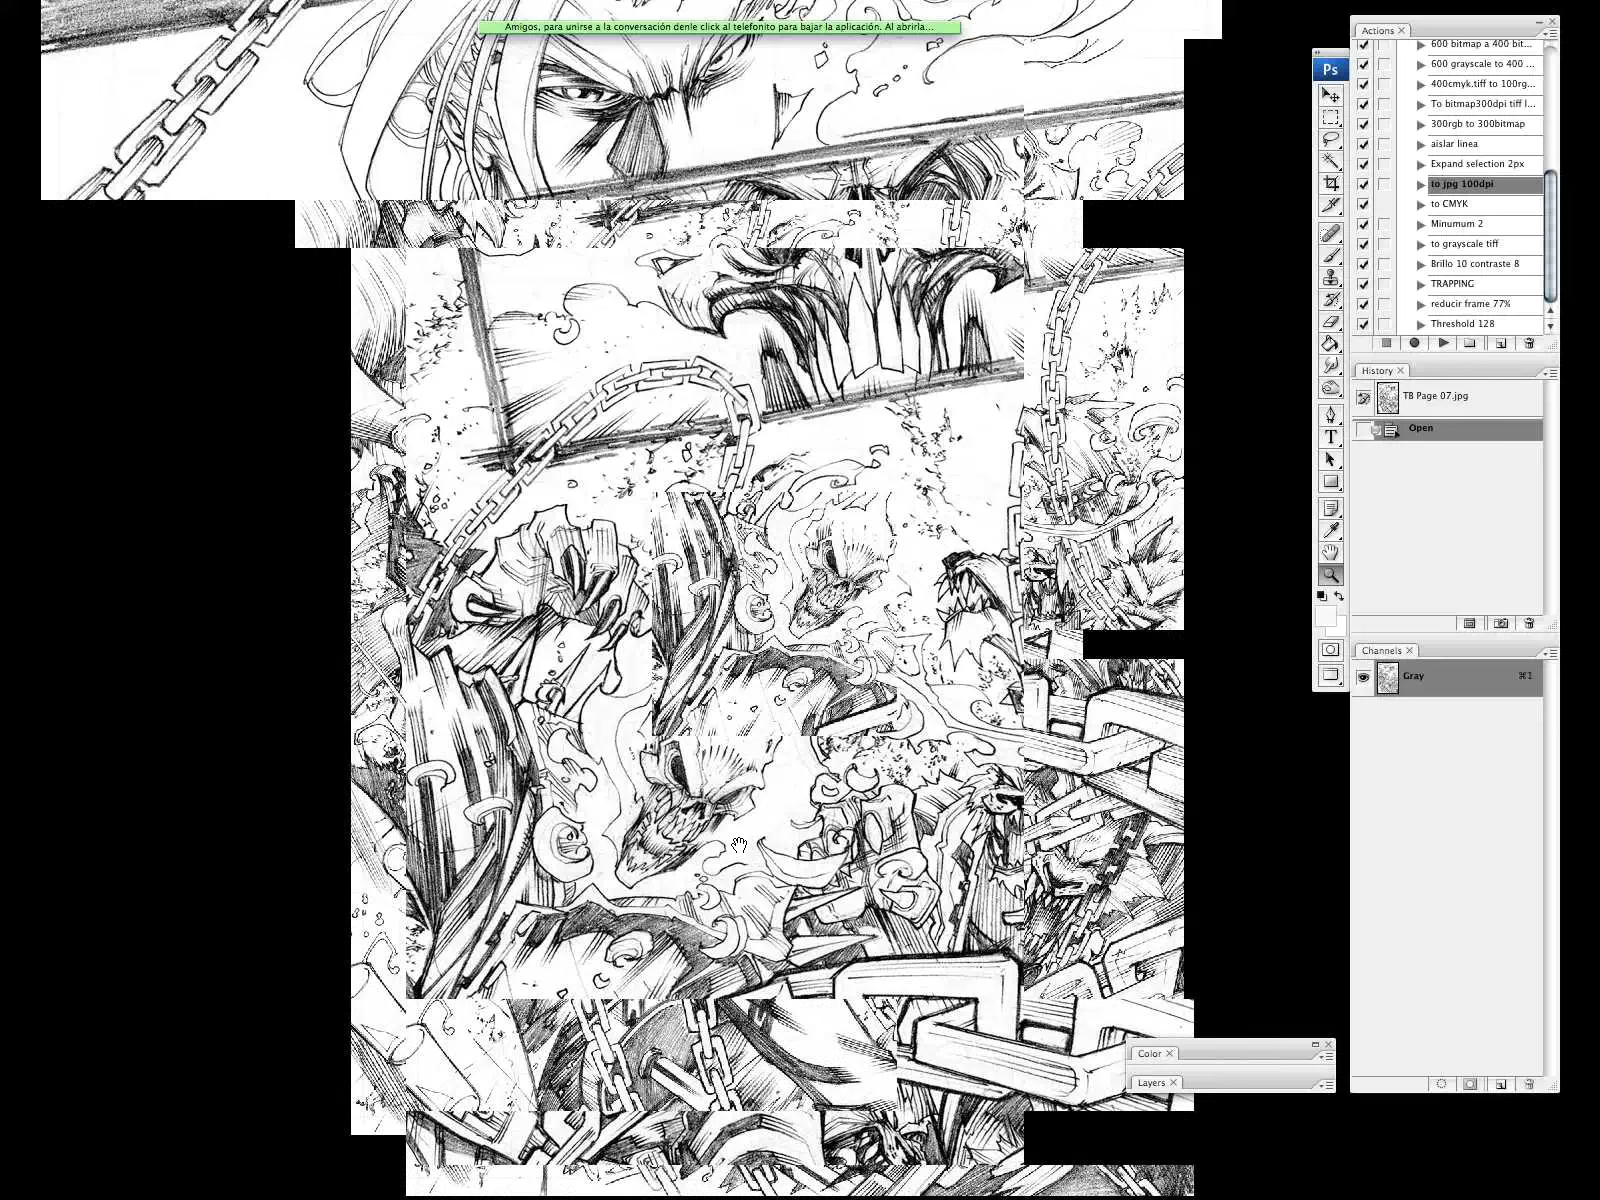 Amigos, para unirse a la conversación denle click al telefonito para bajar la aplicación. Al abrirla...
Actions
600 bitmap a 400 bit...
600 grayscale to 400 ...
400cmyk.tiff to 100rg...
To bitmap300dpi tiff l...
300rgb to 300bitmap
aislar linea
Expand selection 2px
to jpg 100dpi
to CMYK
Minumum 2
to grayscale tiff
Brillo 10 contraste 8
TRAPPING
reducir frame 77%
Threshold 128
Ps
T
History
TB Page 07.jpg
Open
Channels
Gray ⌘1
Color
Layers